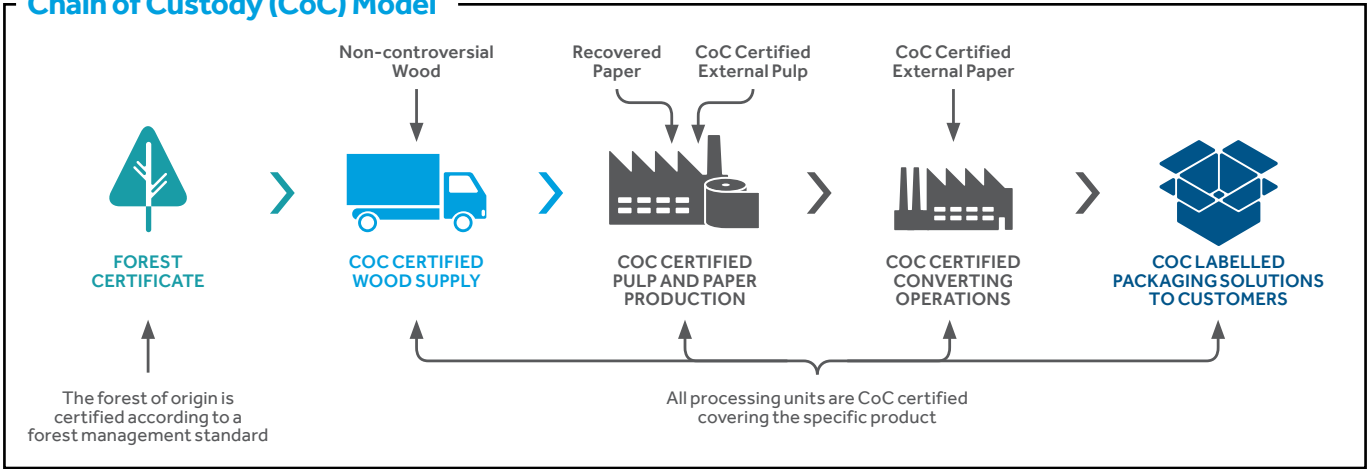 Chain of Custody (CoC) Model
Non-controversial
Wood
Recovered
Paper
CoC Certified
External Pulp
CoC Certified
External Paper
FOREST
CERTIFICATE
COC CERTIFIED
WOOD SUPPLY
COC CERTIFIED
PULP AND PAPER
PRODUCTION
COC CERTIFIED
CONVERTING
OPERATIONS
COC LABELLED
PACKAGING SOLUTIONS
TO CUSTOMERS
The forest of origin is
certified according to a
forest management standard
All processing units are CoC certified
covering the specific product